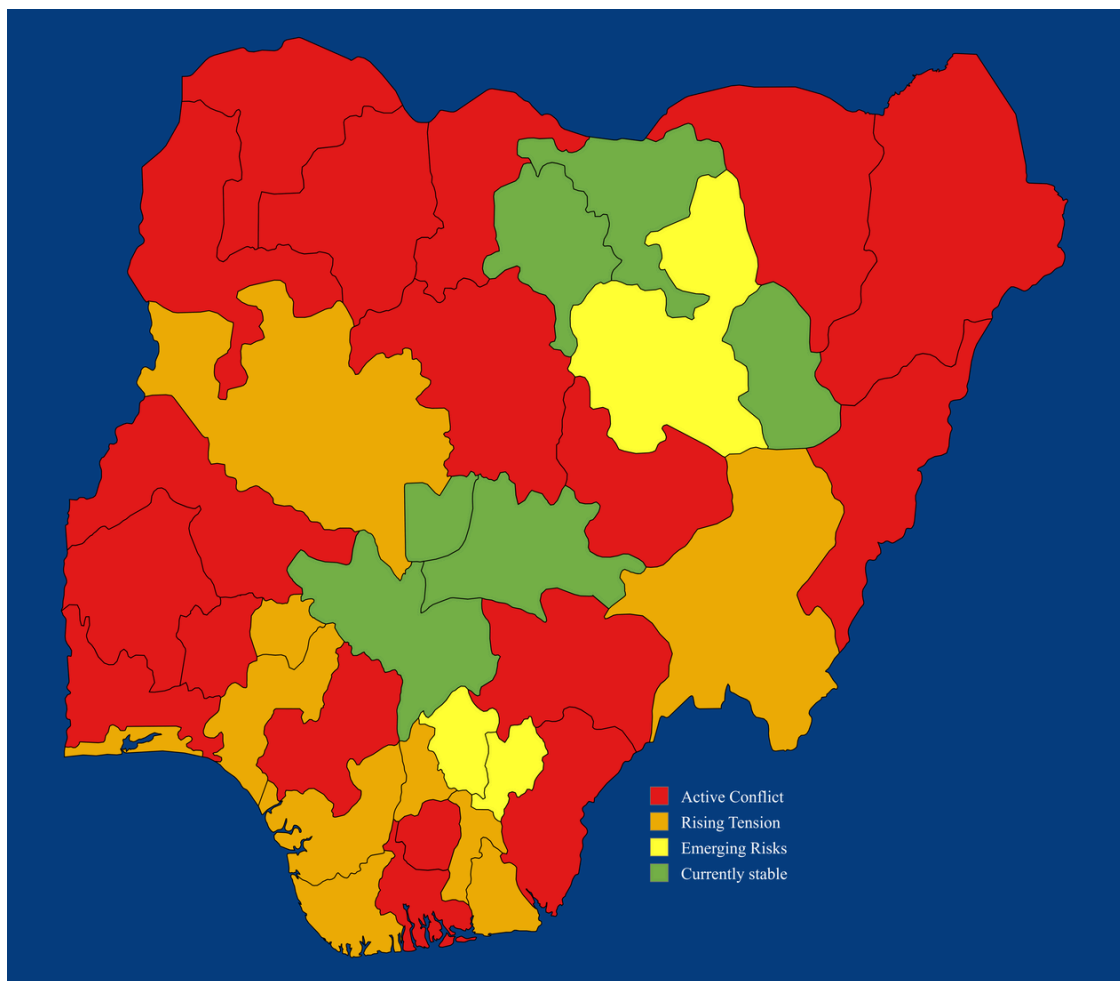 Active Conflict
Rising Tension
Emerging Risks
Currently stable